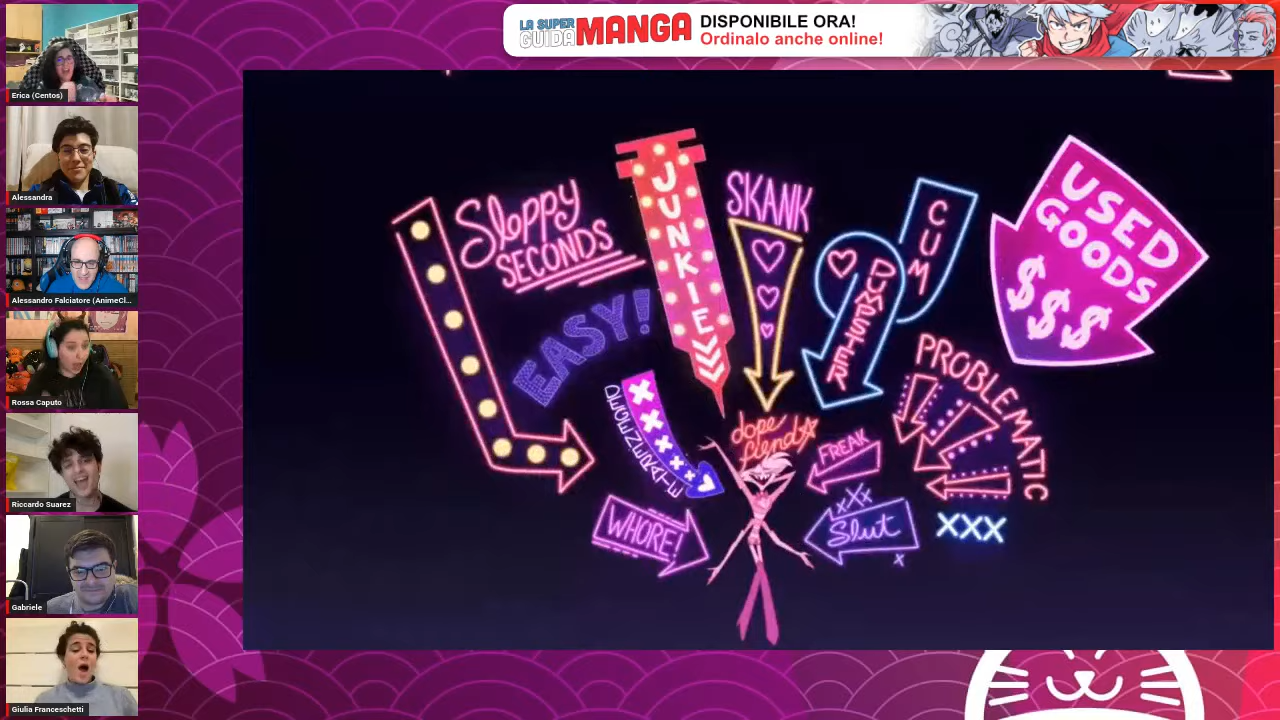 LA SUPER
GUIDA MANGA
DISPONIBILE ORA!
Ordinalo anche online!
Erica (Centos)
Alessandra
Alessandro Falciatore (AnimeCl...
Rossa Caputo
Riccardo Suarez
Gabriele
Giulia Franceschetti
Sloppy
SECONDS
JUNKIE
SKANK
CUM
DUMPSTER
USED
GOODS
$$$
EASY!
DEGENERATE
XXXXXX
dope
fiend
FREAK
PROBLEMATIC
WHORE!
xXx
Slut
x
XXX